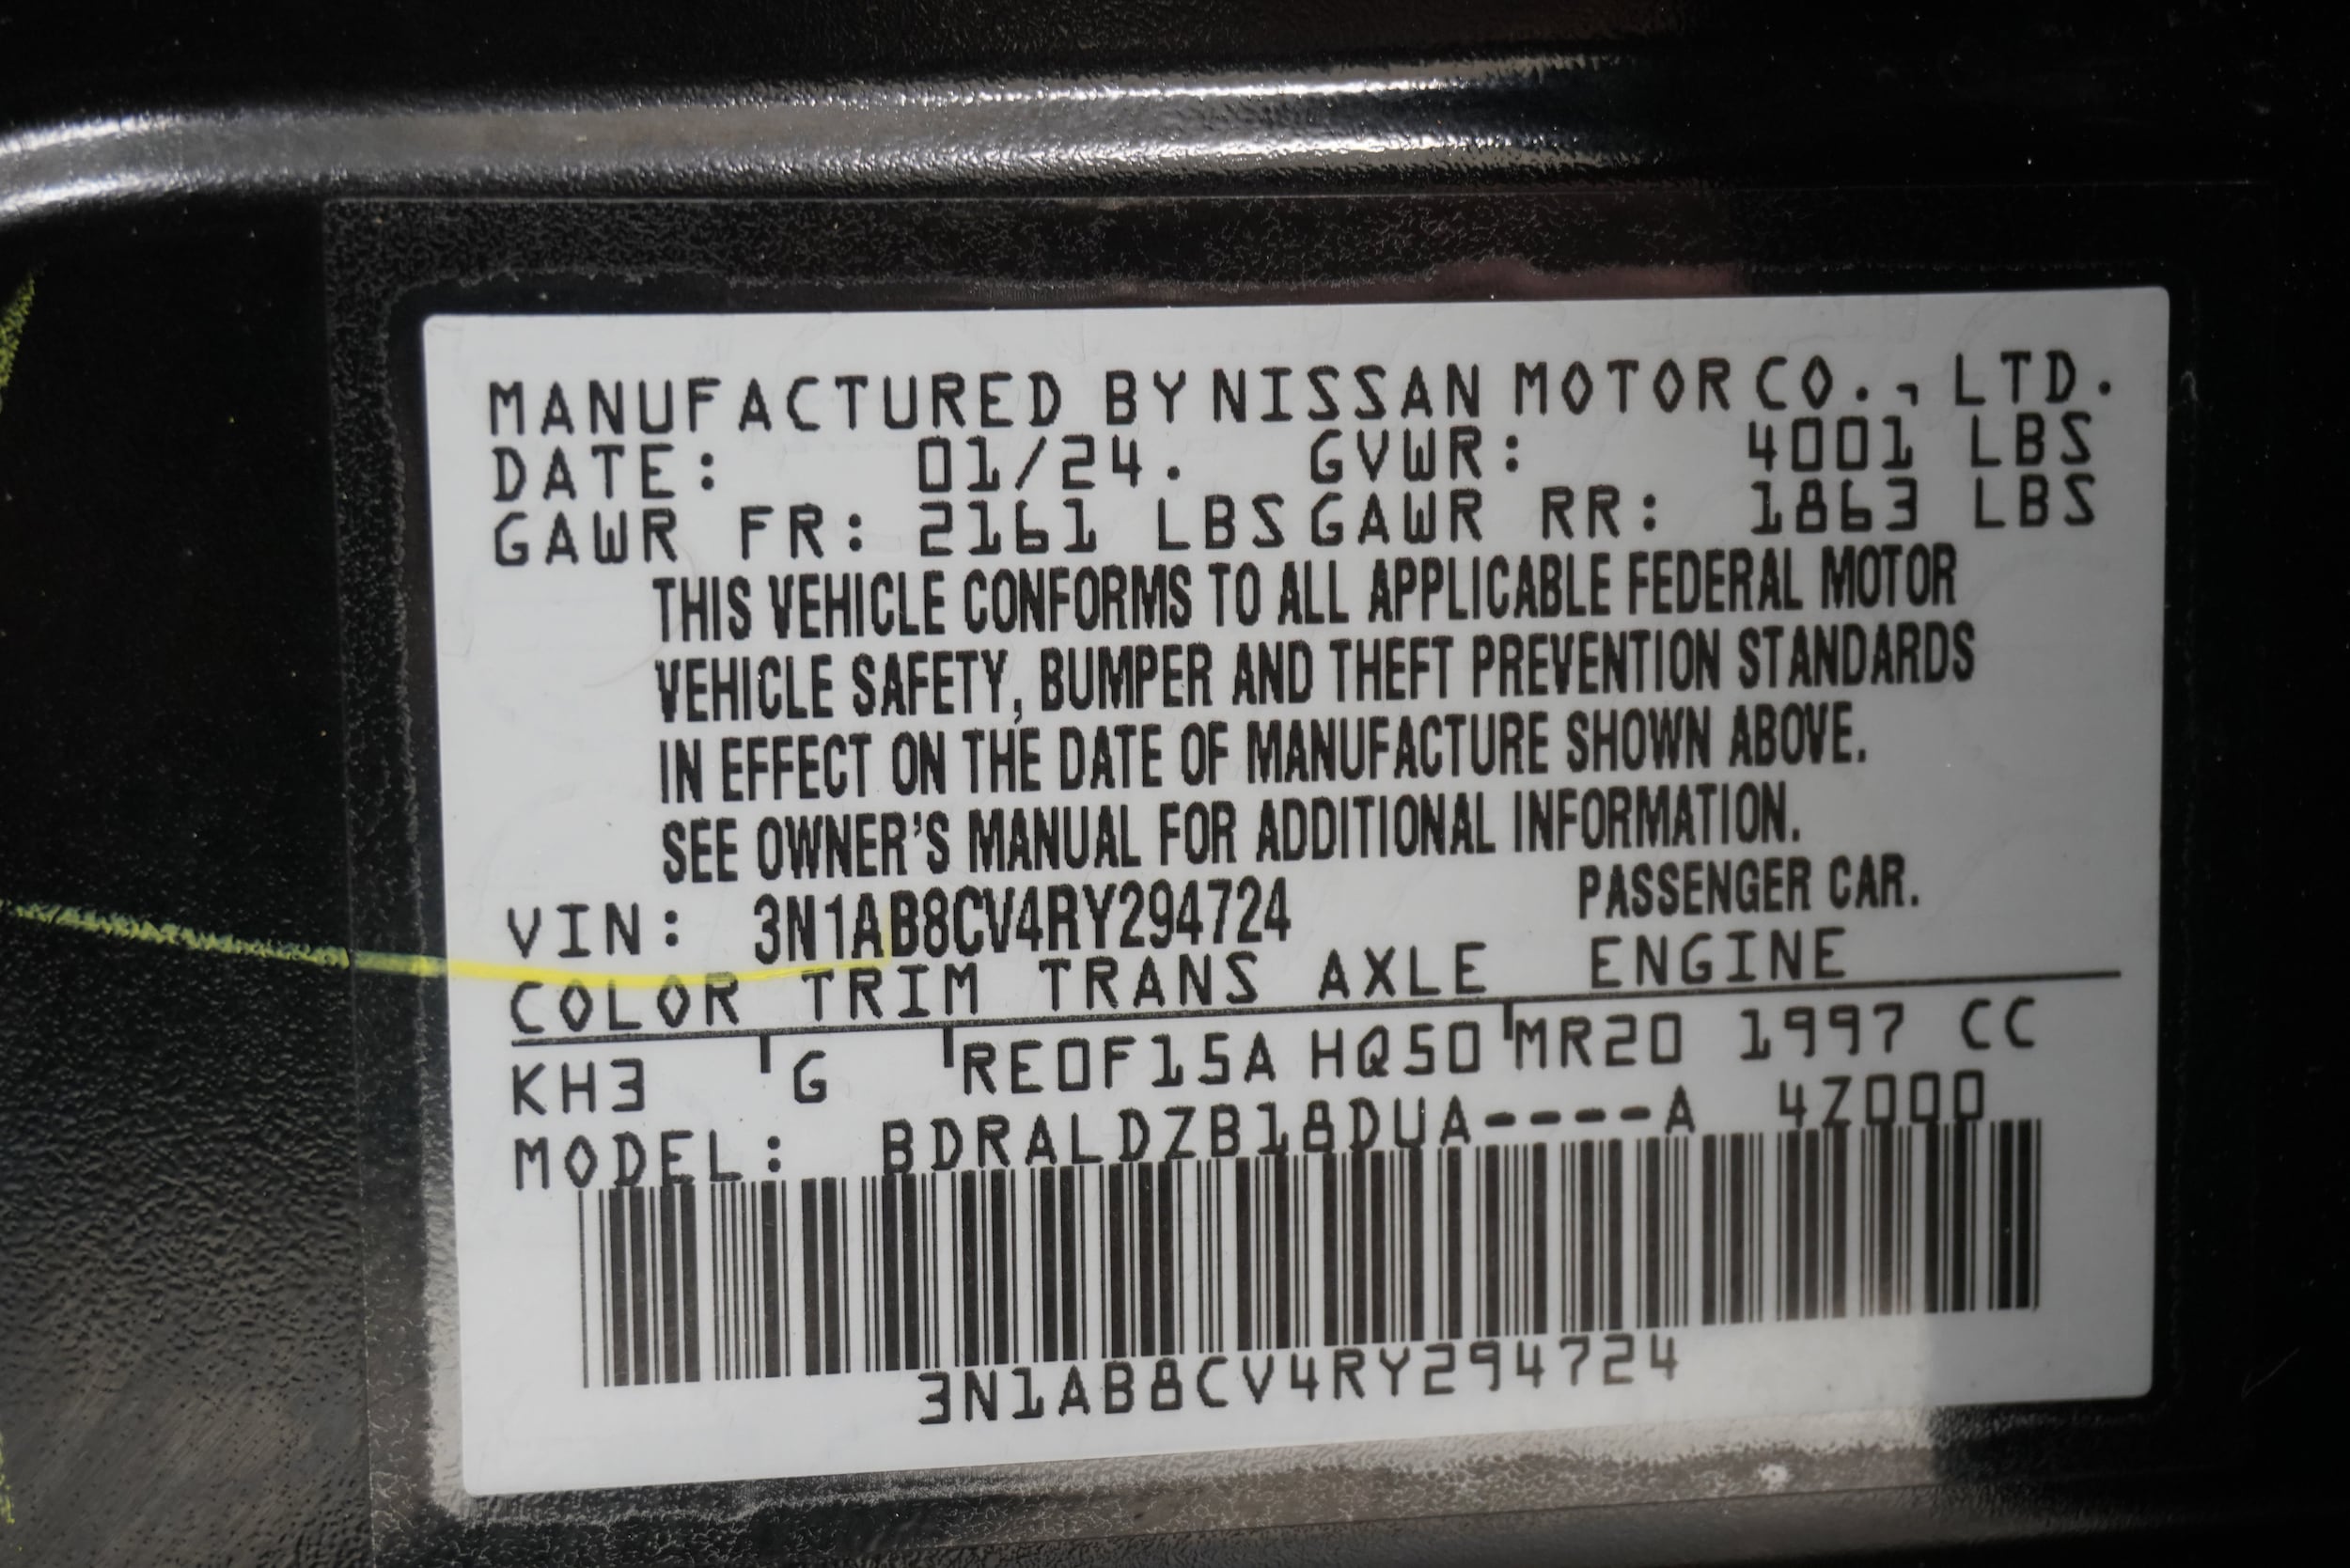 MANUFACTURED BY NISSAN MOTOR CO., LTD.
DATE: 01/24. GVWR: 4001 LBS
GAWR FR: 2161 LBS GAWR RR: 1863 LBS
THIS VEHICLE CONFORMS TO ALL APPLICABLE FEDERAL MOTOR
VEHICLE SAFETY, BUMPER AND THEFT PREVENTION STANDARDS
IN EFFECT ON THE DATE OF MANUFACTURE SHOWN ABOVE.
SEE OWNER'S MANUAL FOR ADDITIONAL INFORMATION.
VIN: 3N1AB8CV4RY294724 PASSENGER CAR.
COLOR TRIM TRANS AXLE ENGINE
KH3 G RE0F15A HQ50 MR20 1997 CC
MODEL: BDRALDZB18DUA----A 4Z000
3N1AB8CV4RY294724